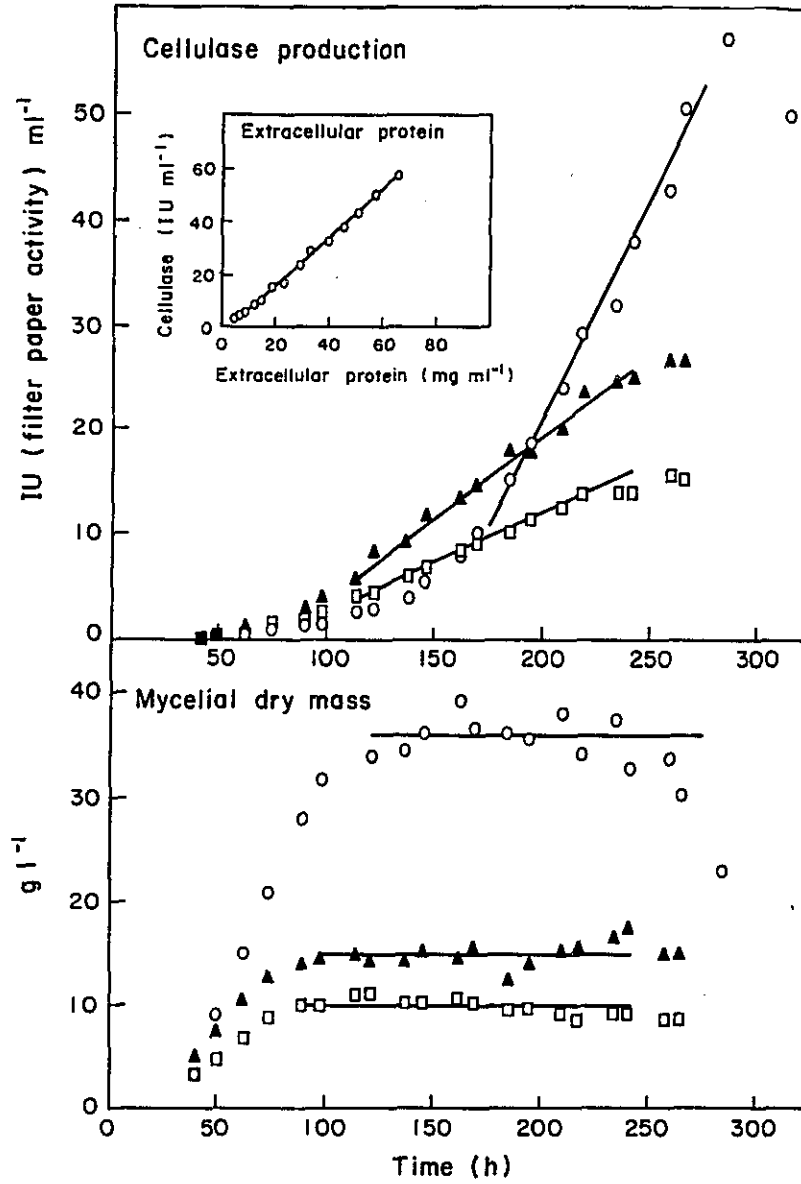 Cellulase production
IU (filter paper activity) ml⁻¹
50
40
30
20
10
0
Extracellular protein
Cellulase (IU ml⁻¹)
60
40
20
0
0 20 40 60 80
Extracellular protein (mg ml⁻¹)
50 100 150 200 250 300
Mycelial dry mass
g l⁻¹
40
30
20
10
0
0 50 100 150 200 250 300
Time (h)